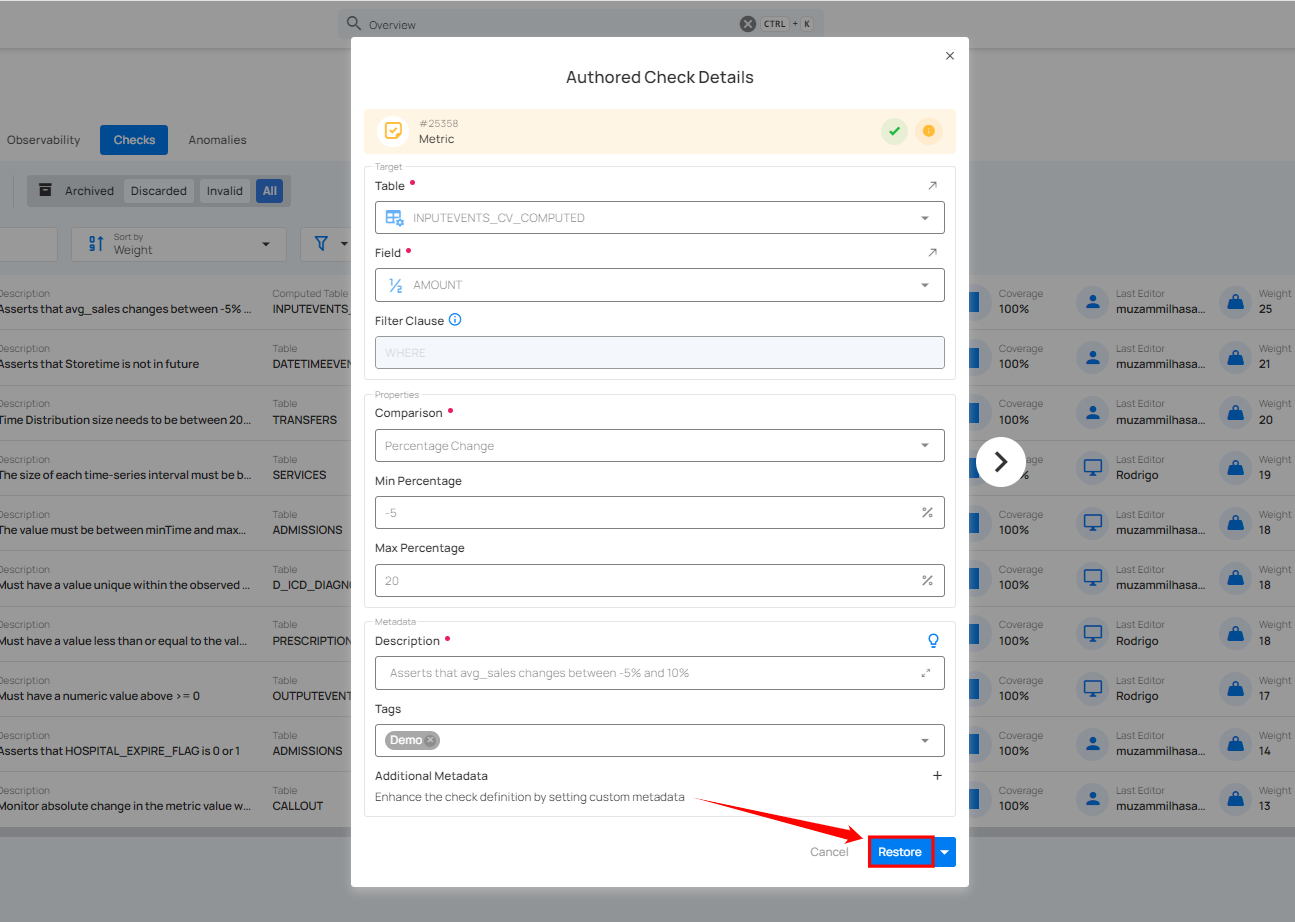 Overview
CTRL + K
Authored Check Details
#25358
Metric
Observability
Checks
Anomalies
Archived
Discarded
Invalid
All
Sort by
Weight
Target
Table
INPUTEVENTS_CV_COMPUTED
Field
AMOUNT
Filter Clause
WHERE
Properties
Comparison
Percentage Change
Min Percentage
-5
%
Max Percentage
20
%
Metadata
Description
Asserts that avg_sales changes between -5% and 10%
Tags
Demo
Additional Metadata
Enhance the check definition by setting custom metadata
Cancel
Restore
Description Computed Table Coverage Last Editor Weight
Asserts that avg_sales changes between -5% ... INPUTEVENTS_ 100% muzammilhasa... 25
Description Table Coverage Last Editor Weight
Asserts that Storetime is not in future DATETIMEEVEN 100% muzammilhasa... 21
Description Table Coverage Last Editor Weight
Time Distribution size needs to be between 20... TRANSFERS 100% muzammilhasa... 20
Description Table Last Editor Weight
The size of each time-series interval must be b... SERVICES Rodrigo 19
Description Table Coverage Last Editor Weight
The value must be between minTime and max... ADMISSIONS 100% muzammilhasa... 18
Description Table Coverage Last Editor Weight
Must have a value unique within the observed ... D_ICD_DIAGN 100% muzammilhasa... 18
Description Table Coverage Last Editor Weight
Must have a value less than or equal to the val... PRESCRIPTION 100% Rodrigo 18
Description Table Coverage Last Editor Weight
Must have a numeric value above >= 0 OUTPUTEVENT 100% Rodrigo 17
Description Table Coverage Last Editor Weight
Asserts that HOSPITAL_EXPIRE_FLAG is 0 or 1 ADMISSIONS 100% muzammilhasa... 14
Description Table Coverage Last Editor Weight
Monitor absolute change in the metric value w... CALLOUT 100% muzammilhasa... 13